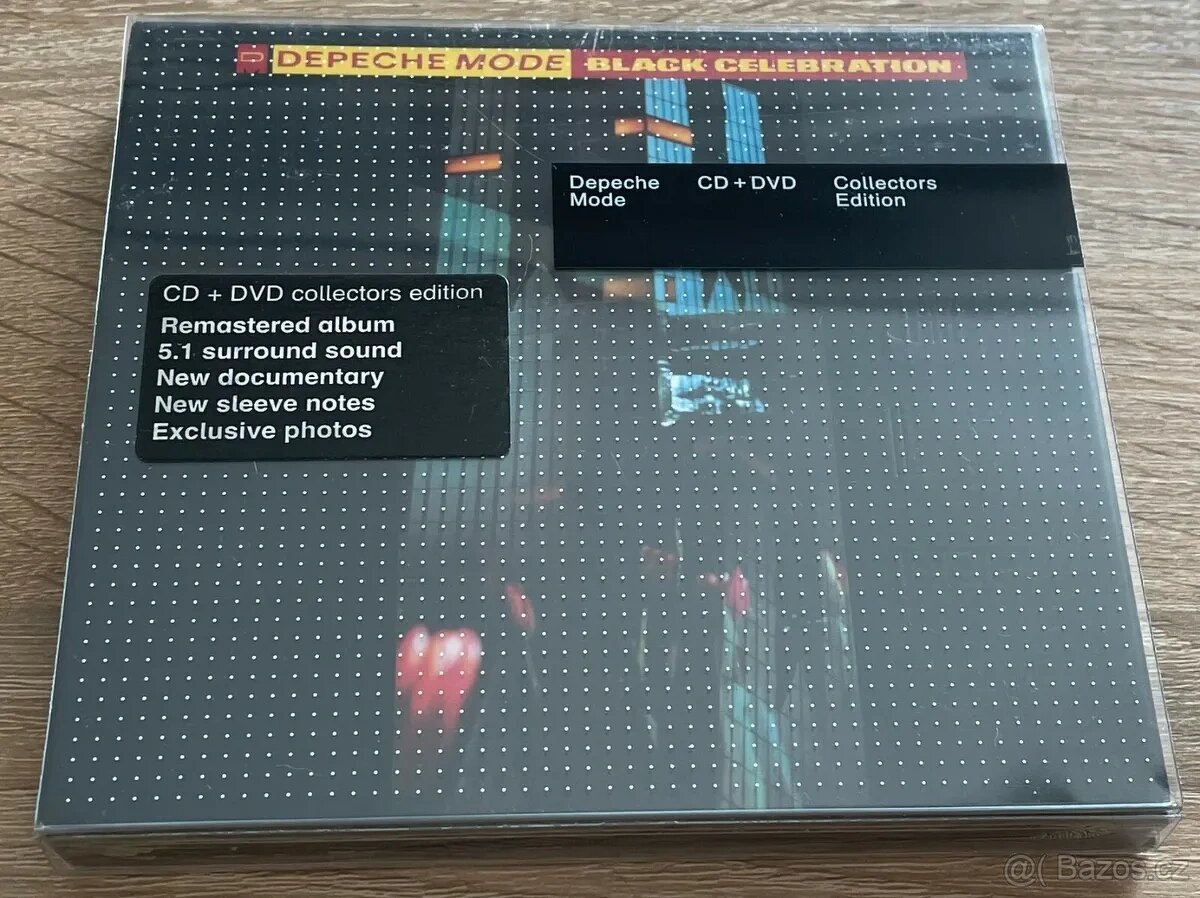 DM DEPECHE MODE BLACK CELEBRATION
Depeche Mode
CD + DVD
Collectors Edition
CD + DVD collectors edition
Remastered album
5.1 surround sound
New documentary
New sleeve notes
Exclusive photos
@( Bazos.cz